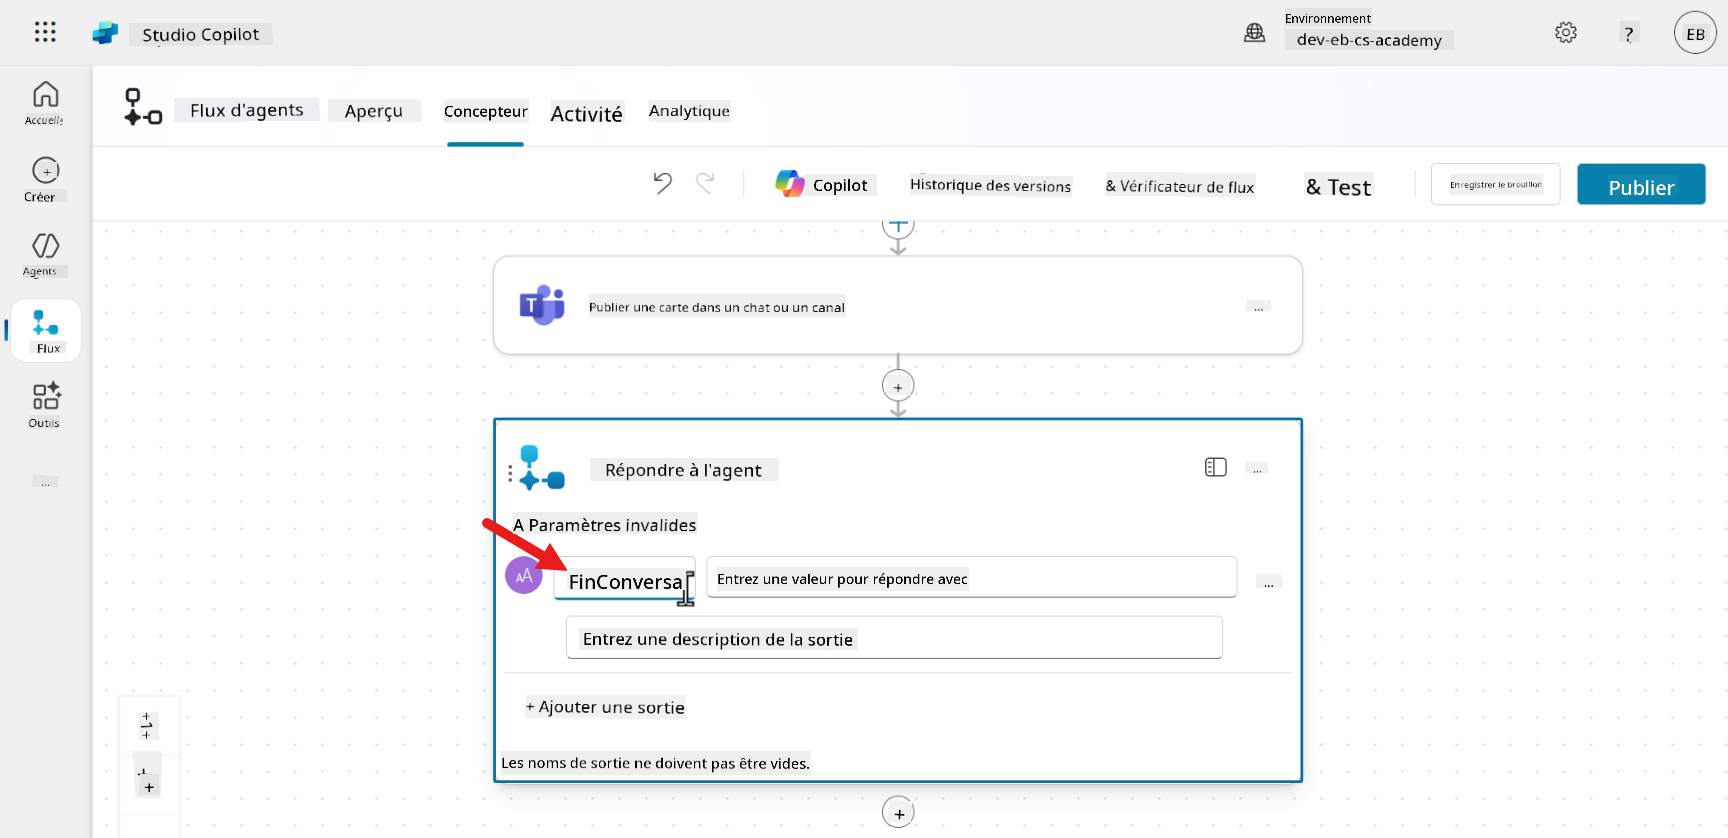 Studio Copilot
Environnement
dev-eb-cs-academy
?
EB
Accueil
Créer
Agents
Flux
Outils
...
Flux d'agents
Aperçu
Concepteur
Activité
Analytique
Copilot
Historique des versions
& Vérificateur de flux
& Test
Enregistrer le brouillon
Publier
T
Publier une carte dans un chat ou un canal
...
+
Répondre à l'agent
...
A Paramètres invalides
AA
FinConversa
Entrez une valeur pour répondre avec
...
Entrez une description de la sortie
+ Ajouter une sortie
Les noms de sortie ne doivent pas être vides.
+